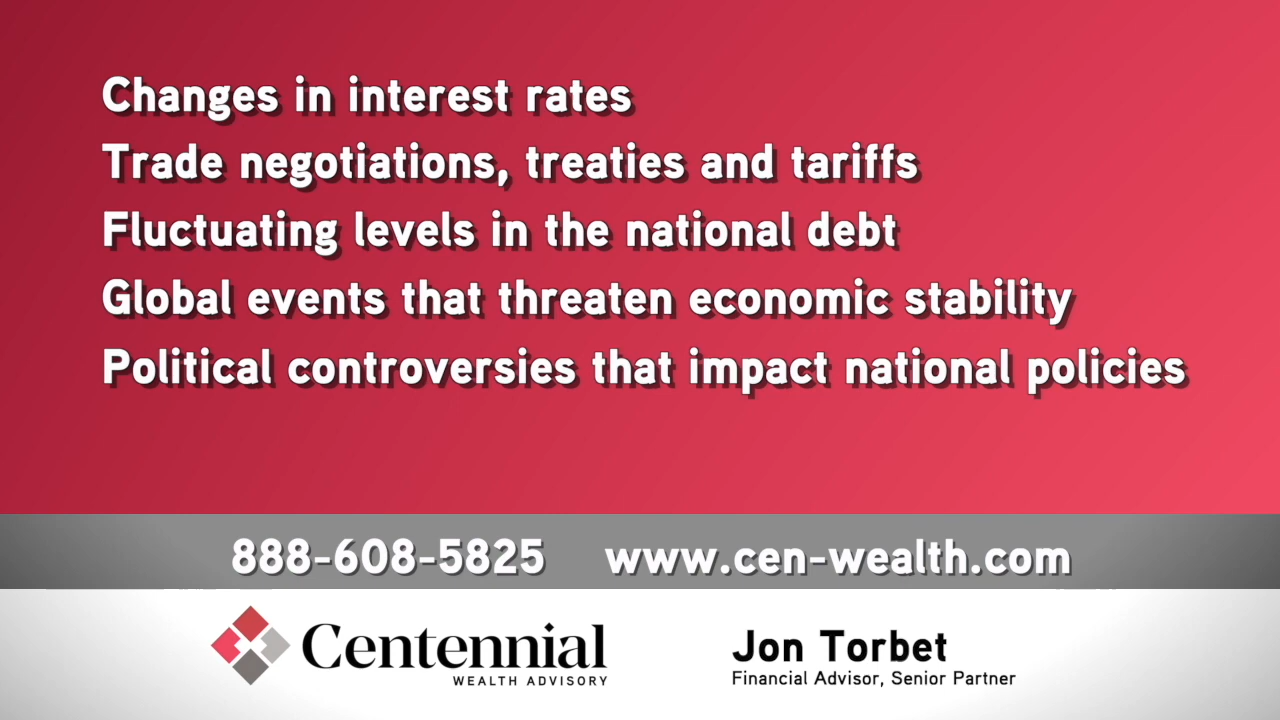 Changes in interest rates
Trade negotiations, treaties and tariffs
Fluctuating levels in the national debt
Global events that threaten economic stability
Political controversies that impact national policies
888-608-5825 www.cen-wealth.com
Centennial
WEALTH ADVISORY
Jon Torbet
Financial Advisor, Senior Partner